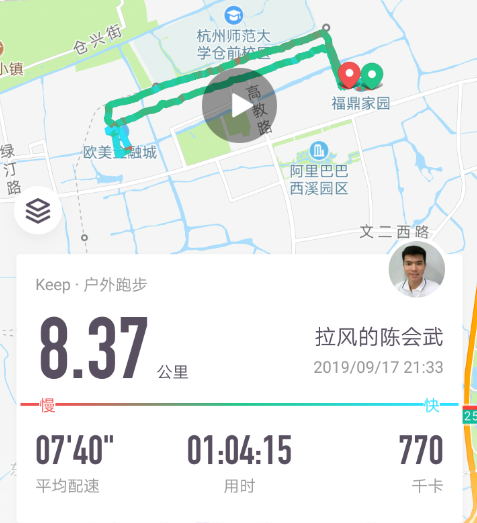 仓兴街
杭州师范大
学仓前校区
小镇
高教路
福鼎家园
欧美金融城
绿汀路
阿里巴巴
西溪园区
文二西路
Keep · 户外跑步
8.37 公里
拉风的陈会武
2019/09/17 21:33
慢
快
25
07'40"
01:04:15
770
平均配速
用时
千卡